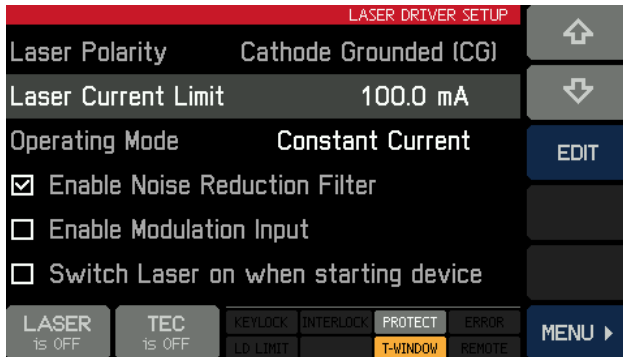 LASER DRIVER SETUP
Laser Polarity Cathode Grounded (CG)
Laser Current Limit 100.0 mA
Operating Mode Constant Current
EDIT
Enable Noise Reduction Filter
Enable Modulation Input
Switch Laser on when starting device
LASER TEC KEYLOCK INTERLOCK PROTECT ERROR
is OFF is OFF LD LIMIT T-WINDOW REMOTE
MENU